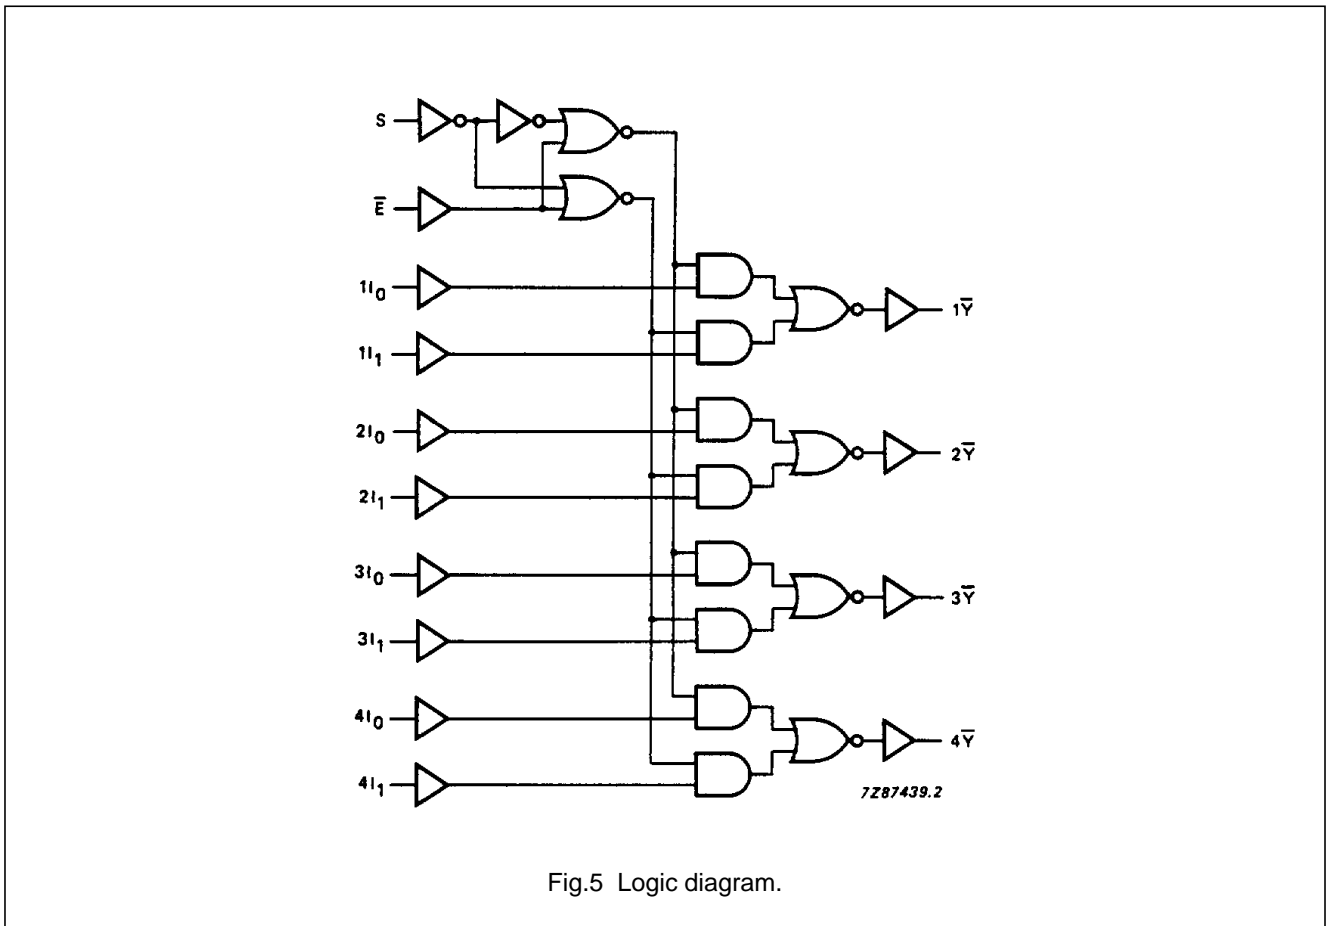 S
E̅
1I₀
1I₁
1Y̅
2I₀
2Y̅
2I₁
3I₀
3Y̅
3I₁
4I₀
4Y̅
4I₁
7Z87439.2
Fig.5 Logic diagram.